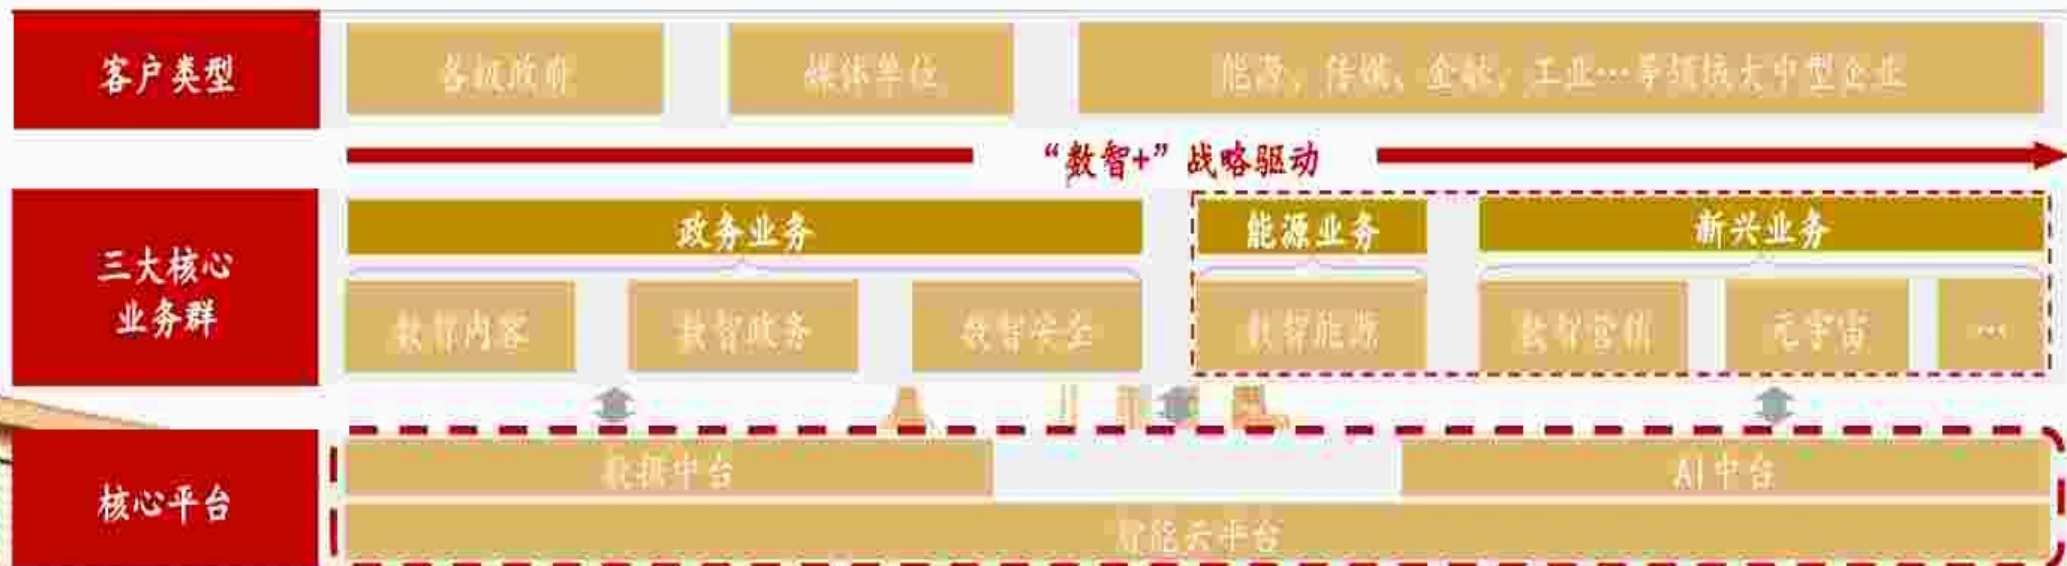 客户类型
各级政府
媒体单位
能源、传媒、金融、工业…等领域大中型企业
“数智+”战略驱动
三大核心
业务群
政务业务
能源业务
新兴业务
数智内容
数智政务
数智安全
数智能源
数智营销
元宇宙
…
核心平台
数据中台
AI中台
智能云平台